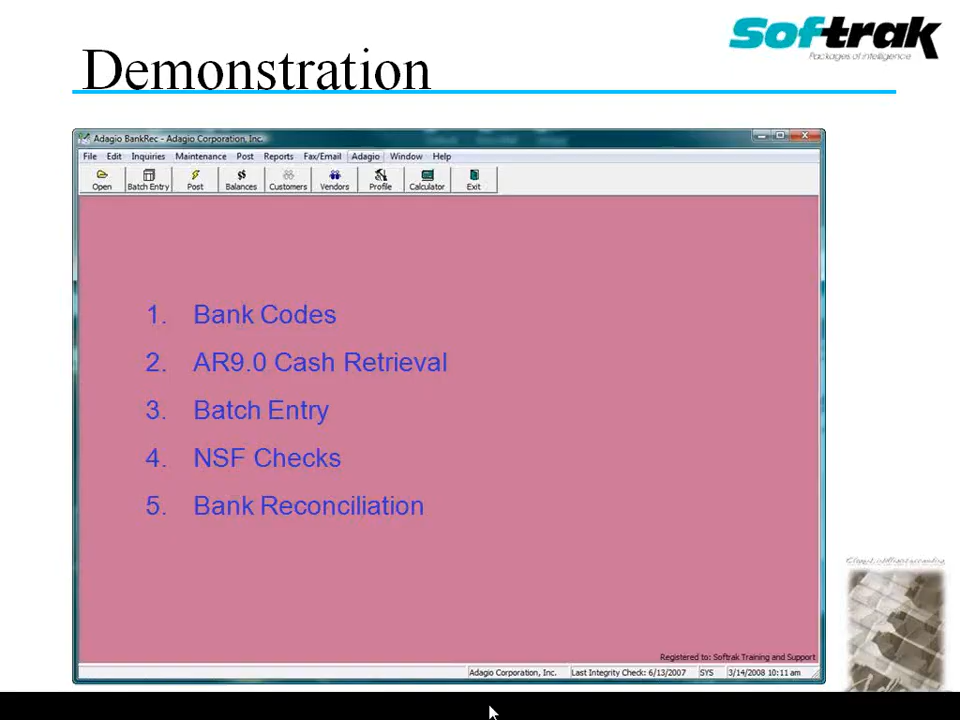 Softrak
Packages of Intelligence
Demonstration
Adagio BankRec - Adagio Corporation, Inc.
File Edit Inquiries Maintenance Post Reports Fax/Email Adagio Window Help
Open Batch Entry Post Balances Customers Vendors Profile Calculator Exit
1. Bank Codes
2. AR9.0 Cash Retrieval
3. Batch Entry
4. NSF Checks
5. Bank Reconciliation
Registered to: Softrak Training and Support
Adagio Corporation, Inc. Last Integrity Check: 6/13/2007 SYS 3/14/2008 10:11 am